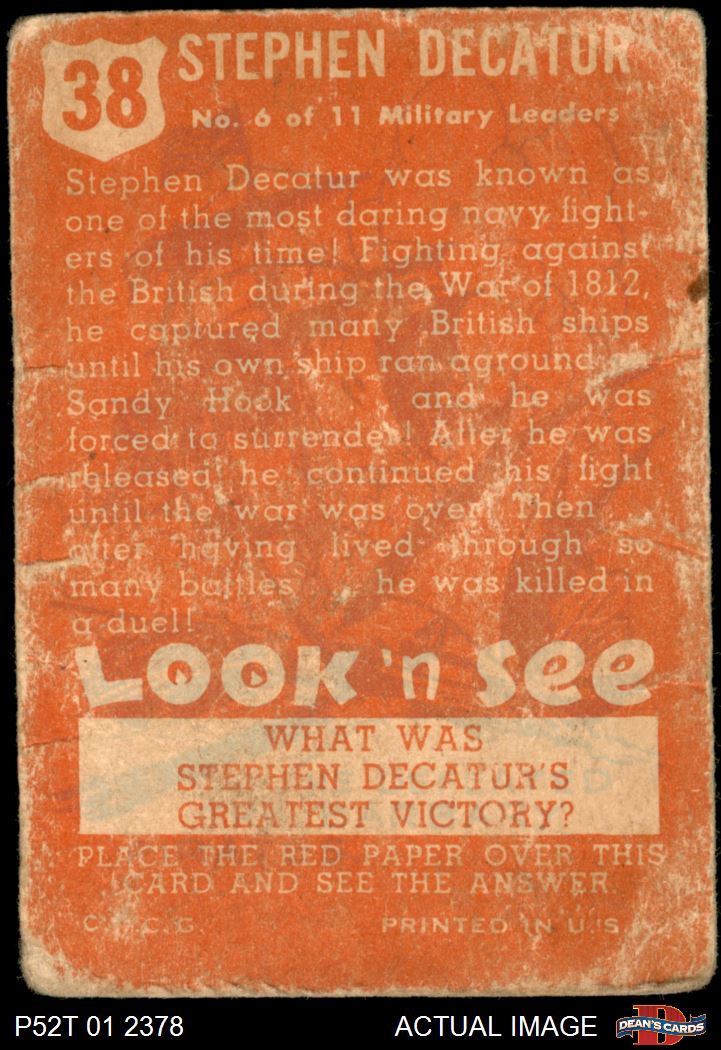 38
STEPHEN DECATUR
No. 6 of 11 Military Leaders
Stephen Decatur was known as
one of the most daring navy fight-
ers of his time! Fighting against
the British during the War of 1812,
he captured many British ships
until his own ship ran aground
Sandy Hook and he was
forced to surrender! After he was
released he continued his fight
until the war was over! Then
after having lived through so
many battles he was killed in
a duel!
LOOK 'n See
WHAT WAS
STEPHEN DECATUR'S
GREATEST VICTORY?
PLACE THE RED PAPER OVER THIS
CARD AND SEE THE ANSWER.
PRINTED IN U.S.
P52T 01 2378
ACTUAL IMAGE
D
DEAN'S CARDS